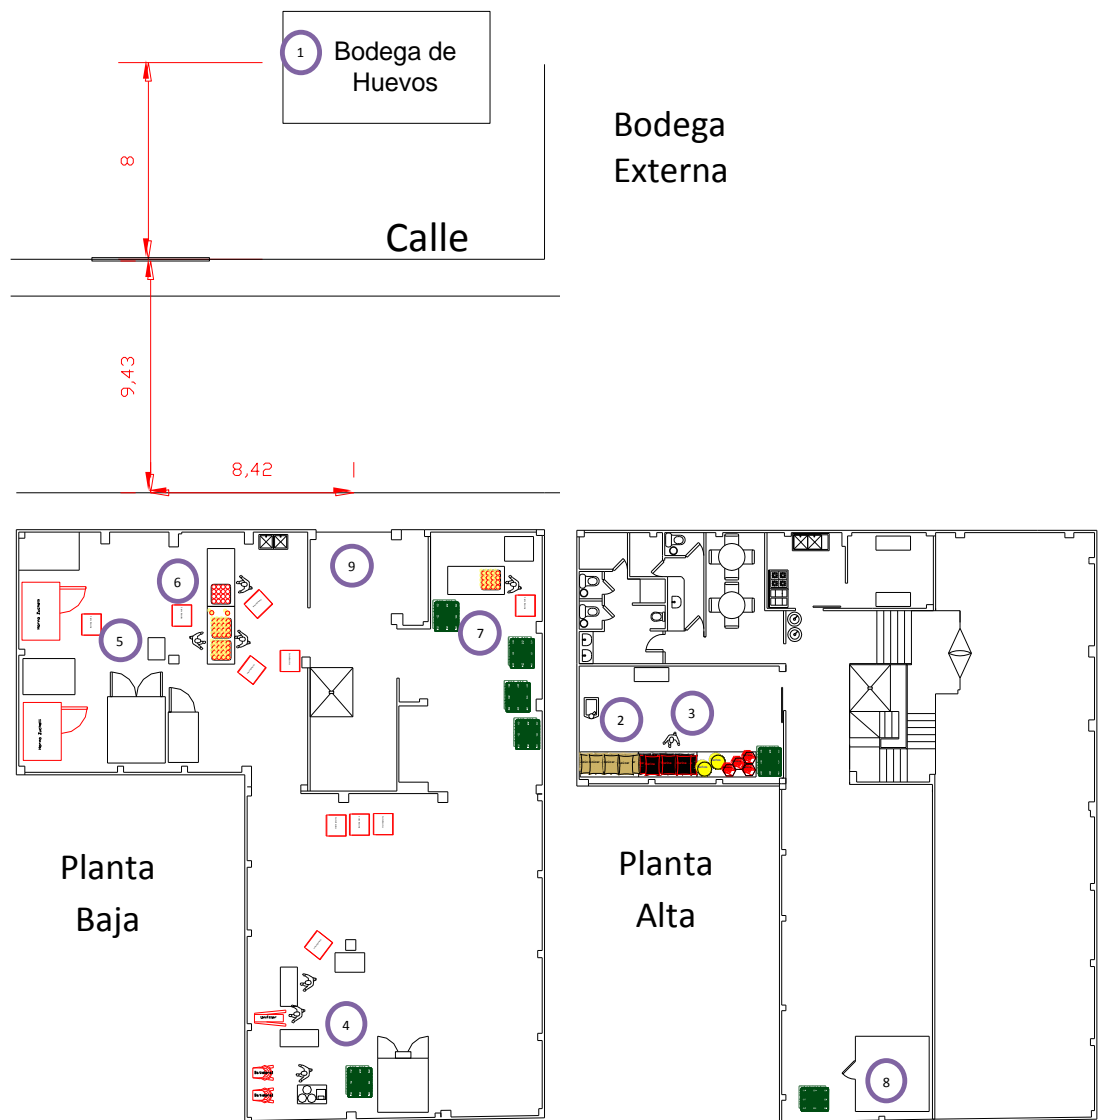 1
Bodega de
Huevos
Bodega
Externa
8
Calle
9,43
8,42
6
9
5
7
2
3
Planta
Baja
Planta
Alta
4
8